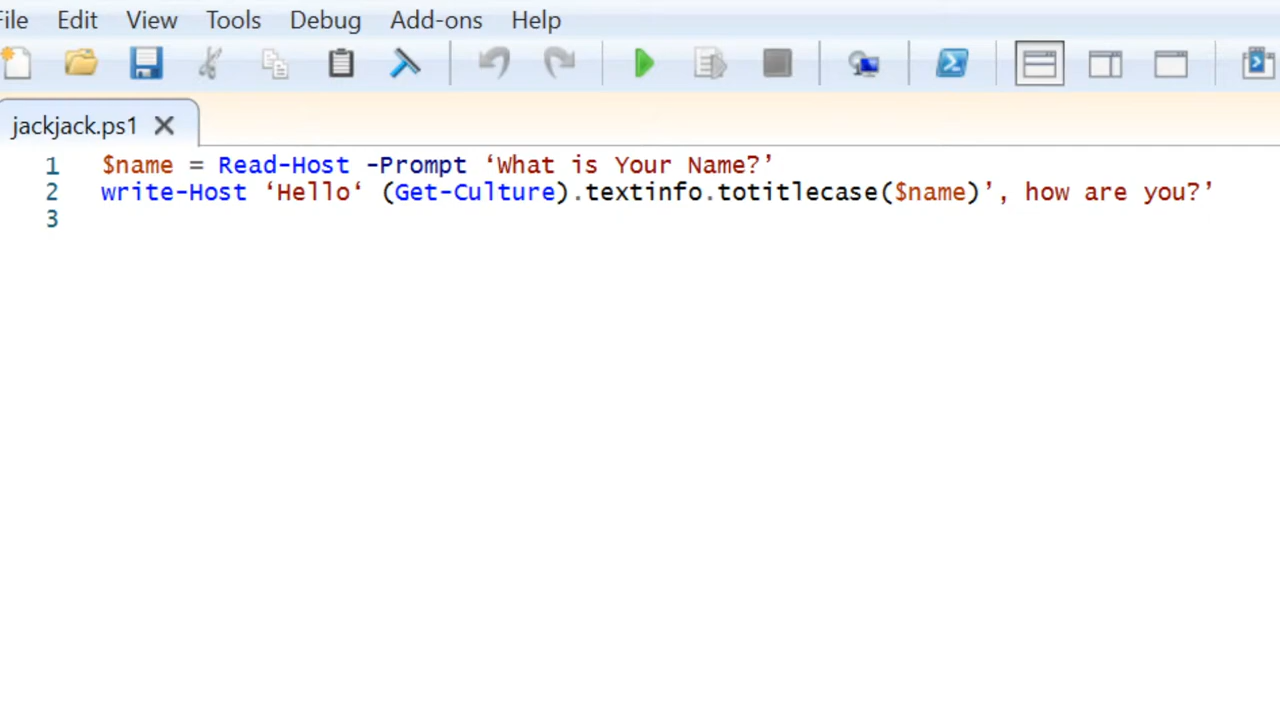 File Edit View Tools Debug Add-ons Help
jackjack.ps1
1 $name = Read-Host -Prompt ‘What is Your Name?’
2 write-Host ‘Hello‘ (Get-Culture).textinfo.totitlecase($name)’, how are you?’
3